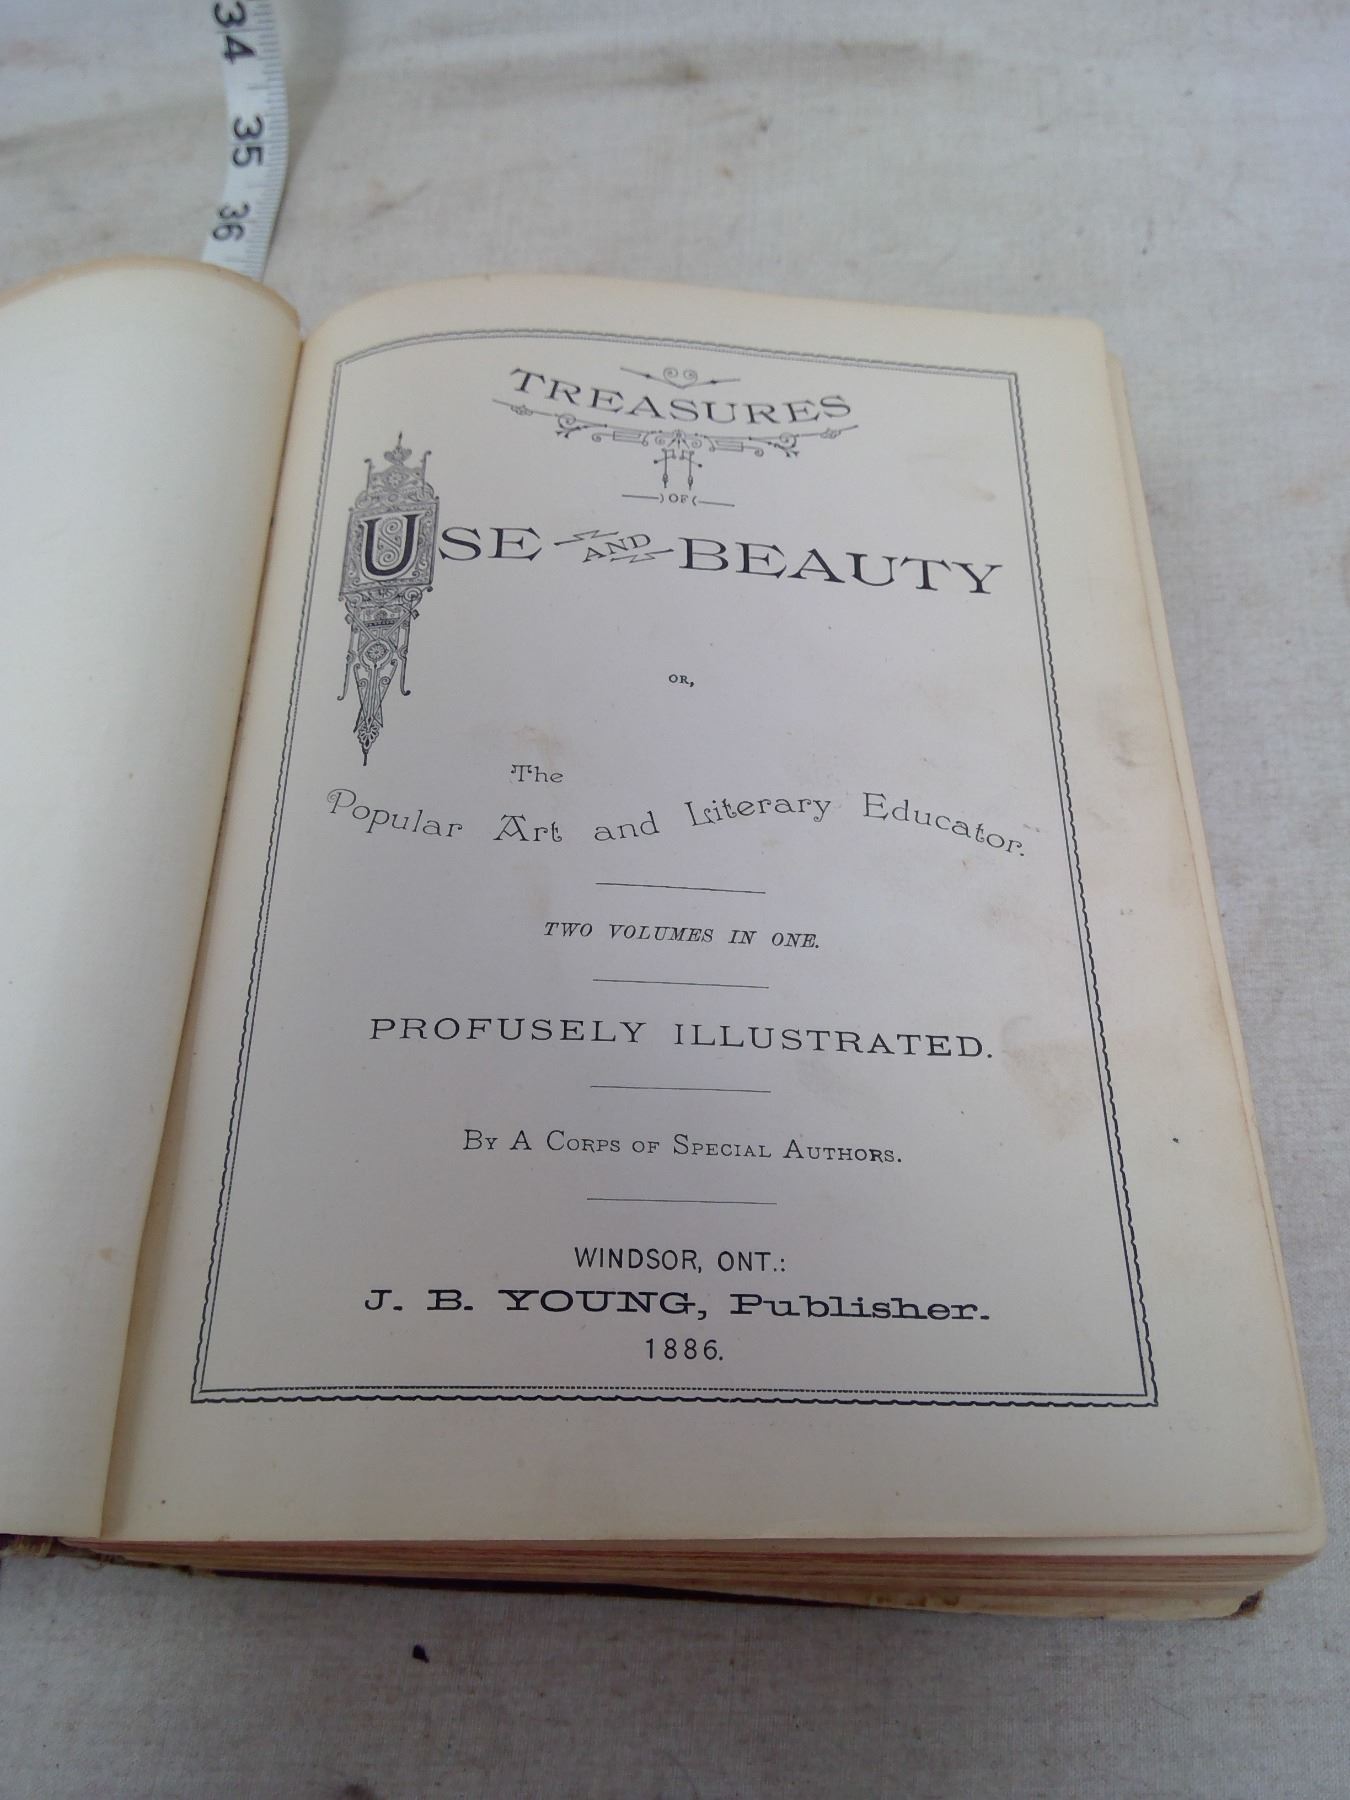 34
35
36
TREASURES
OF
USE AND BEAUTY
OR,
The
Popular Art and Literary Educator.
TWO VOLUMES IN ONE.
PROFUSELY ILLUSTRATED.
BY A CORPS OF SPECIAL AUTHORS.
WINDSOR, ONT.:
J. B. YOUNG, Publisher.
1886.